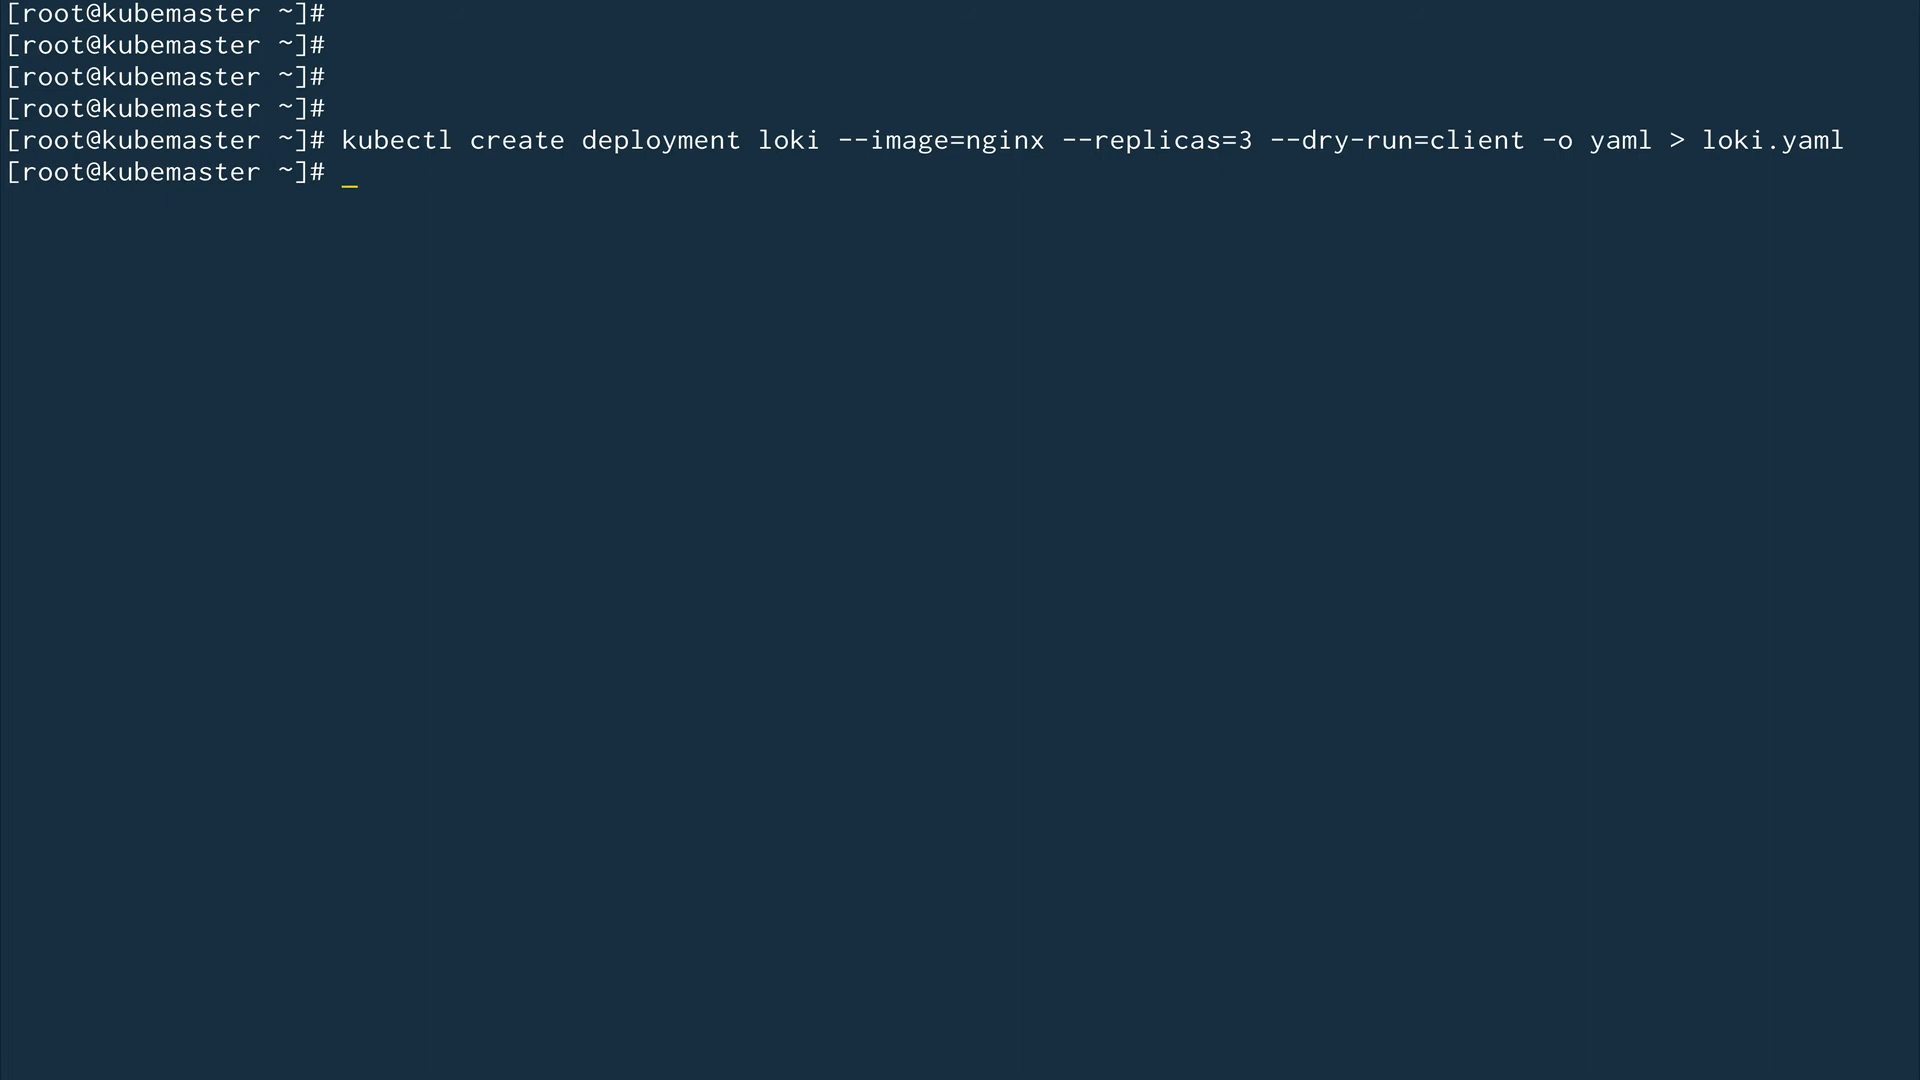 [root@kubemaster ~]#
[root@kubemaster ~]#
[root@kubemaster ~]#
[root@kubemaster ~]#
[root@kubemaster ~]# kubectl create deployment loki --image=nginx --replicas=3 --dry-run=client -o yaml > loki.yaml
[root@kubemaster ~]# _